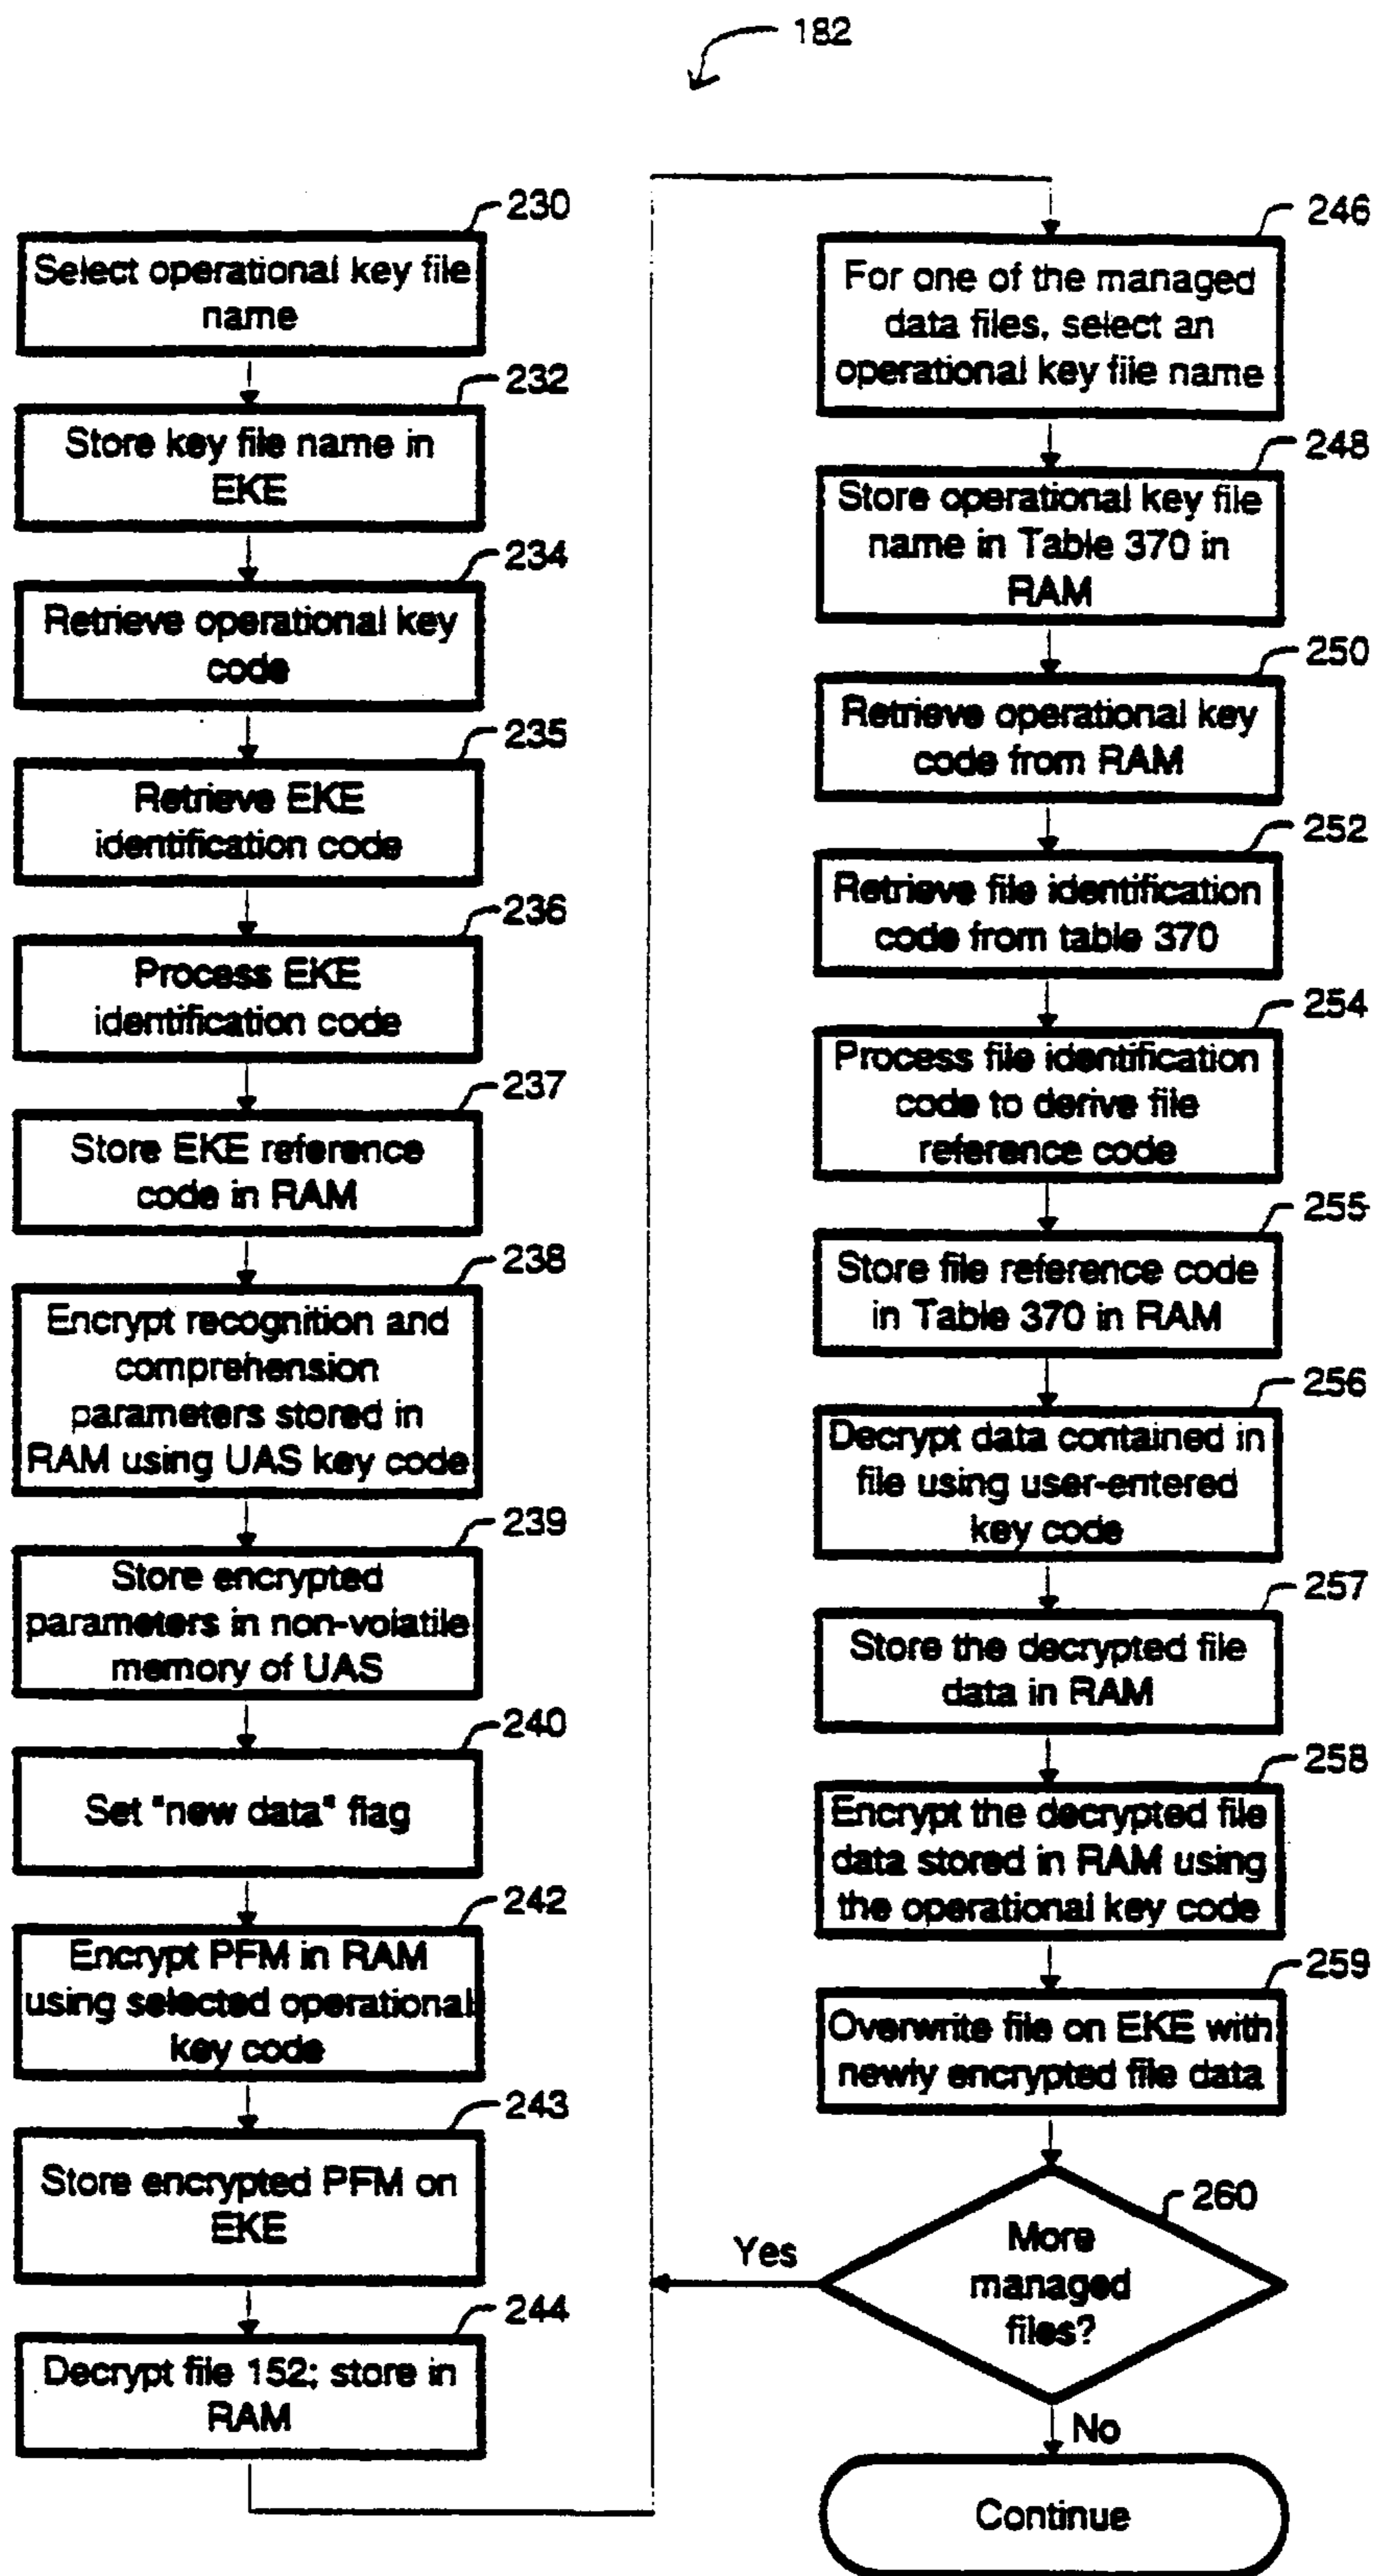 182
230
Select operational key file
name
232
Store key file name in
EKE
234
Retrieve operational key
code
235
Retrieve EKE
identification code
236
Process EKE
identification code
237
Store EKE reference
code in RAM
238
Encrypt recognition and
comprehension
parameters stored in
RAM using UAS key code
239
Store encrypted
parameters in non-volatile
memory of UAS
240
Set "new data" flag
242
Encrypt PFM in RAM
using selected operational
key code
243
Store encrypted PFM on
EKE
244
Decrypt file 152; store in
RAM
246
For one of the managed
data files, select an
operational key file name
248
Store operational key file
name in Table 370 in
RAM
250
Retrieve operational key
code from RAM
252
Retrieve file identification
code from table 370
254
Process file identification
code to derive file
reference code
255
Store file reference code
in Table 370 in RAM
256
Decrypt data contained in
file using user-entered
key code
257
Store the decrypted file
data in RAM
258
Encrypt the decrypted file
data stored in RAM using
the operational key code
259
Overwrite file on EKE with
newly encrypted file data
260
More
managed
files?
Yes
No
Continue